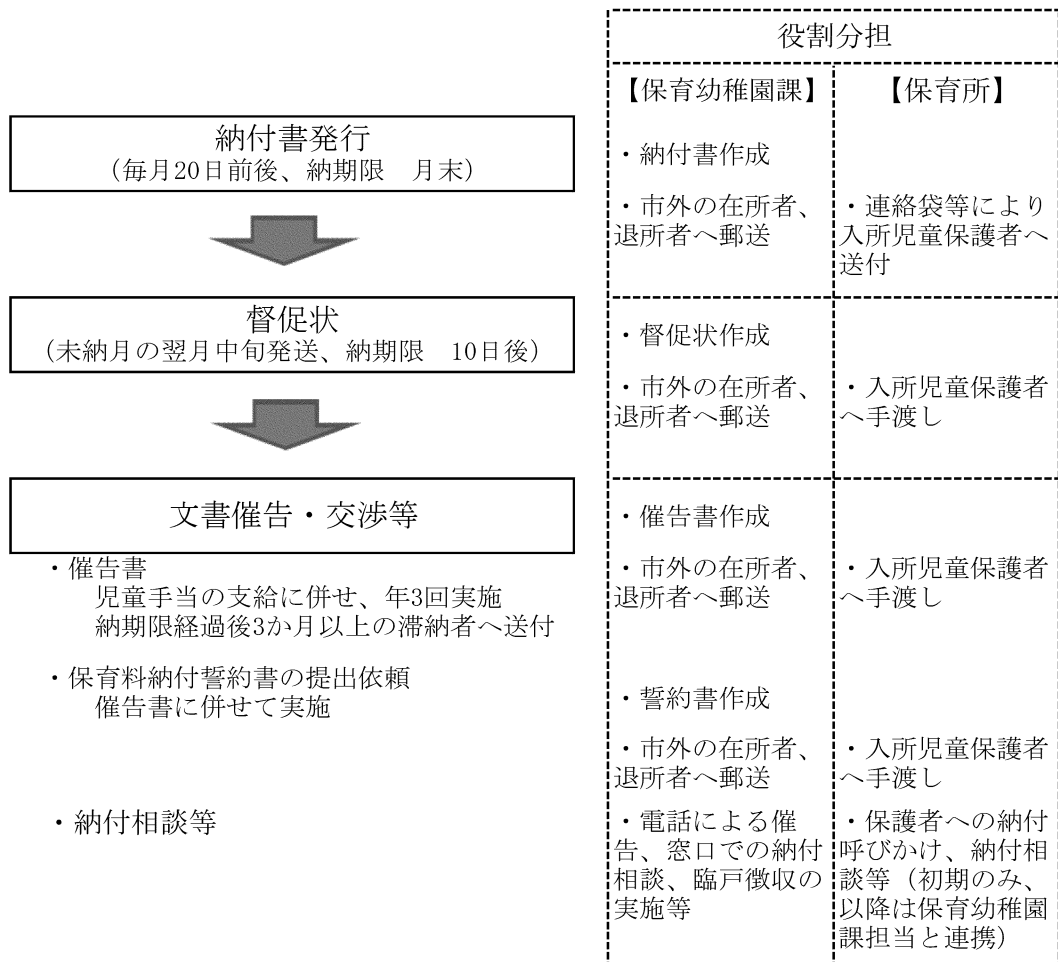 役割分担
【保育幼稚園課】
【保育所】
納付書発行
（毎月20日前後、納期限　月末）
・納付書作成
・市外の在所者、
退所者へ郵送
・連絡袋等により
入所児童保護者へ
送付
督促状
（未納月の翌月中旬発送、納期限　10日後）
・督促状作成
・市外の在所者、
退所者へ郵送
・入所児童保護者
へ手渡し
文書催告・交渉等
・催告書
児童手当の支給に併せ、年3回実施
納期限経過後3か月以上の滞納者へ送付
・催告書作成
・市外の在所者、
退所者へ郵送
・入所児童保護者
へ手渡し
・保育料納付誓約書の提出依頼
催告書に併せて実施
・誓約書作成
・市外の在所者、
退所者へ郵送
・入所児童保護者
へ手渡し
・納付相談等
・電話による催
告、窓口での納付
相談、臨戸徴収の
実施等
・保護者への納付
呼びかけ、納付相
談等（初期のみ、
以降は保育幼稚園
課担当と連携）